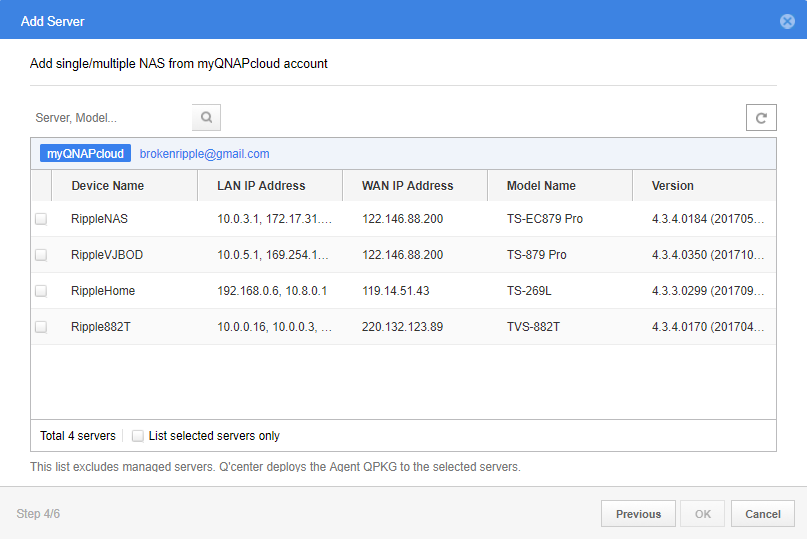 Add Server
Add single/multiple NAS from myQNAPcloud account
Server, Model...
myQNAPcloud brokenripple@gmail.com
Device Name LAN IP Address WAN IP Address Model Name Version
RippleNAS 10.0.3.1, 172.17.31.... 122.146.88.200 TS-EC879 Pro 4.3.4.0184 (201705...
RippleVJBOD 10.0.5.1, 169.254.1... 122.146.88.200 TS-879 Pro 4.3.4.0350 (201710...
RippleHome 192.168.0.6, 10.8.0.1 119.14.51.43 TS-269L 4.3.3.0299 (201709...
Ripple882T 10.0.0.16, 10.0.0.3, ... 220.132.123.89 TVS-882T 4.3.4.0170 (201704...
Total 4 servers List selected servers only
This list excludes managed servers. Q'center deploys the Agent QPKG to the selected servers.
Step 4/6 Previous OK Cancel